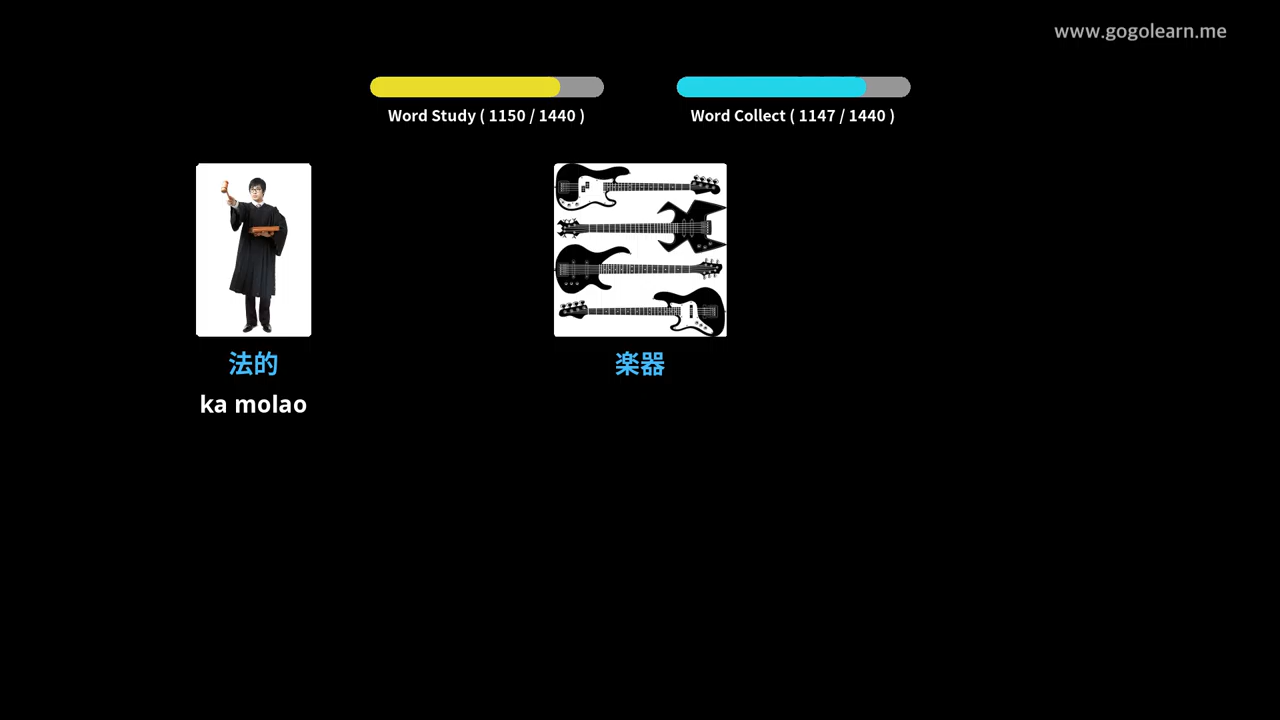 www.gogolearn.me
Word Study ( 1150 / 1440 )
Word Collect ( 1147 / 1440 )
法的
楽器
ka molao